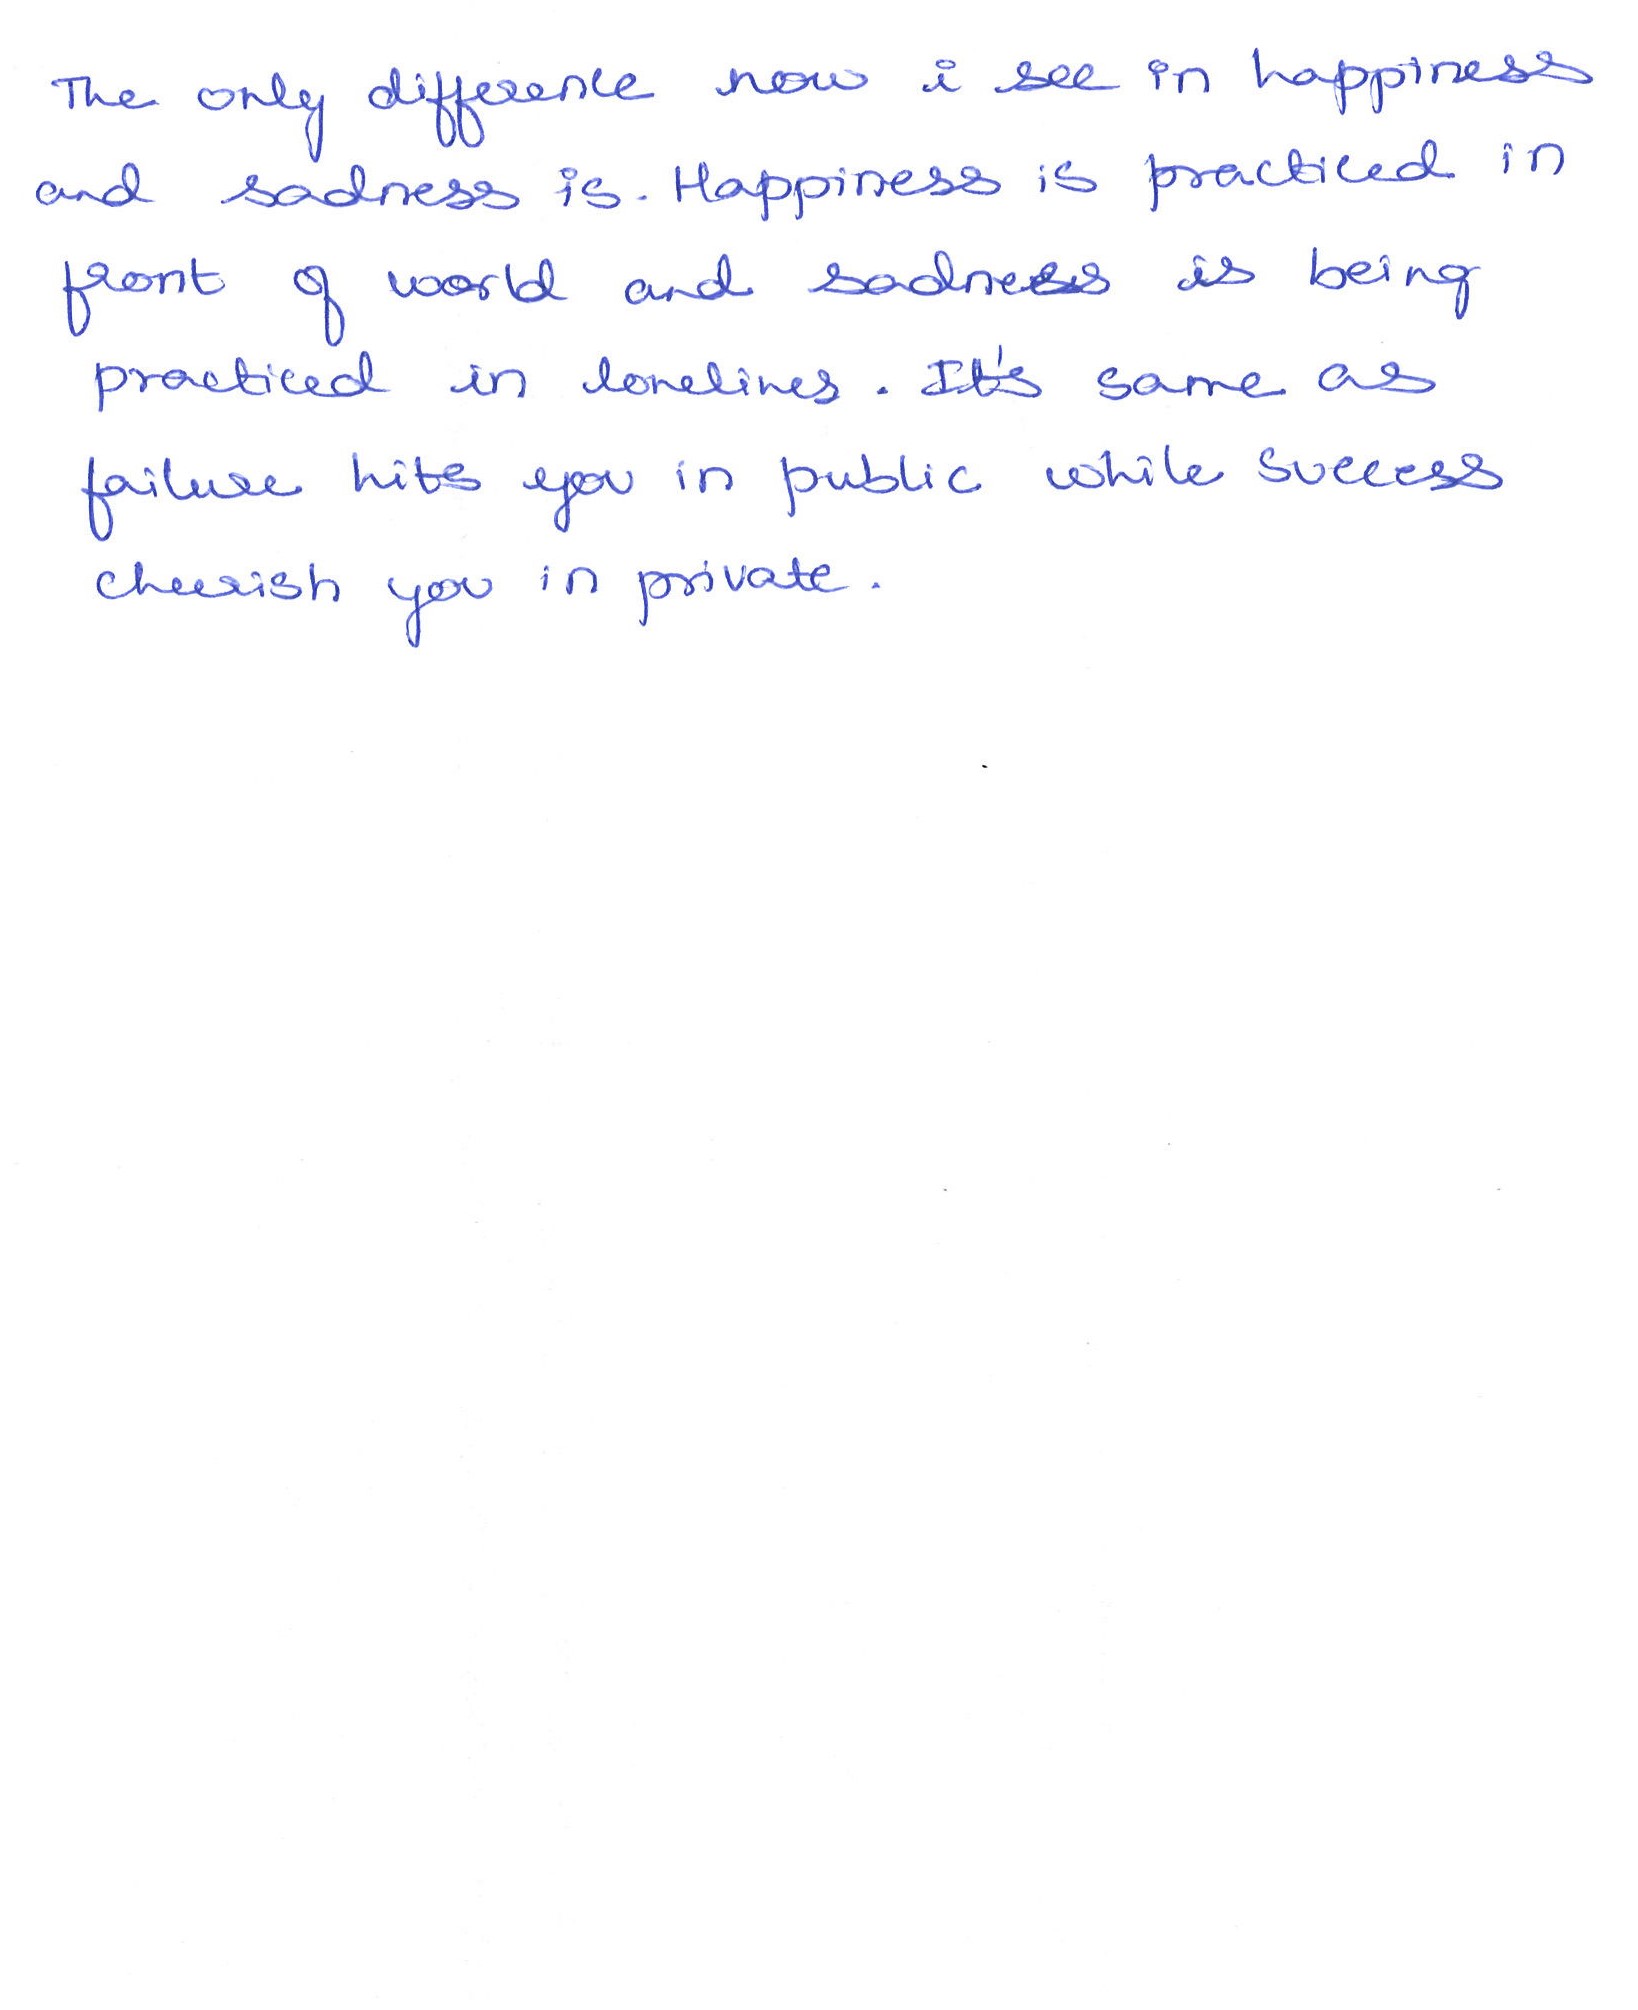 The only difference now i see in happiness
and sadness is. Happiness is practiced in
front of world and sadness is being
practiced in lonelines. It's same as
failure hits you in public while success
cheerish you in private.